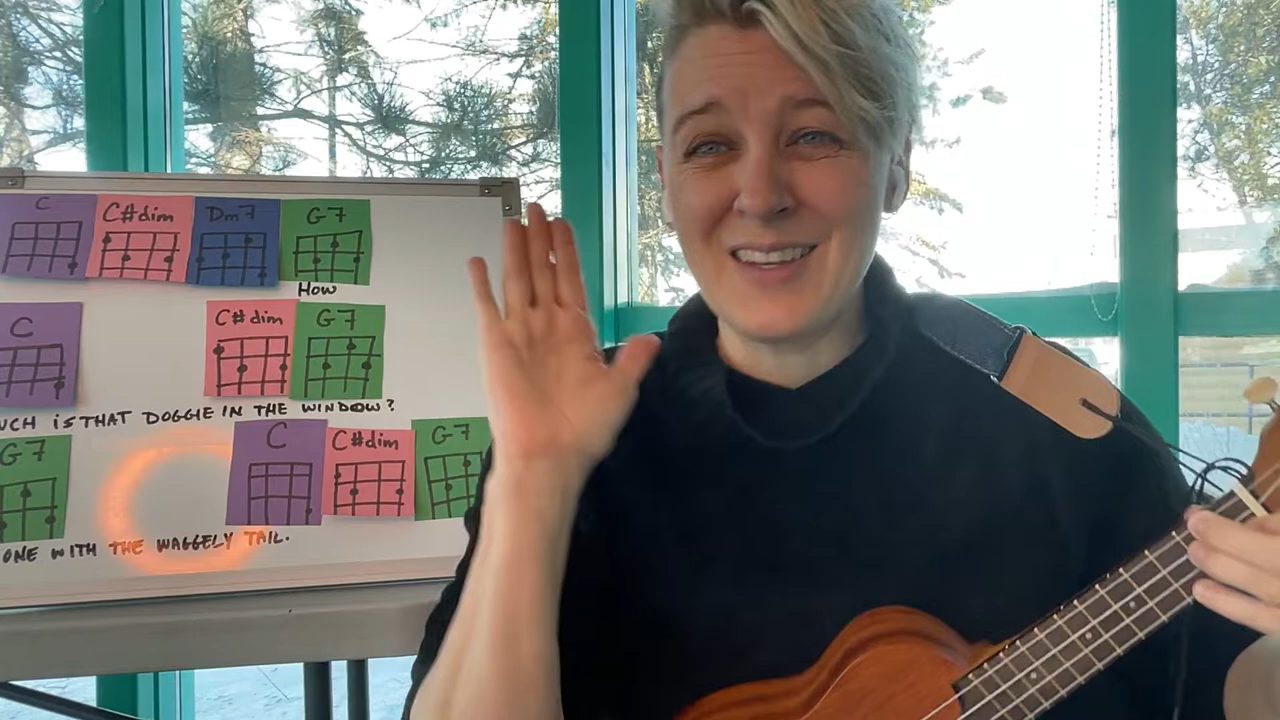 C C#dim Dm7 G7
How
C C#dim G7
UCH IS THAT DOGGIE IN THE WINDOW?
G7 C C#dim G7
ONE WITH THE WAGGELY TAIL.